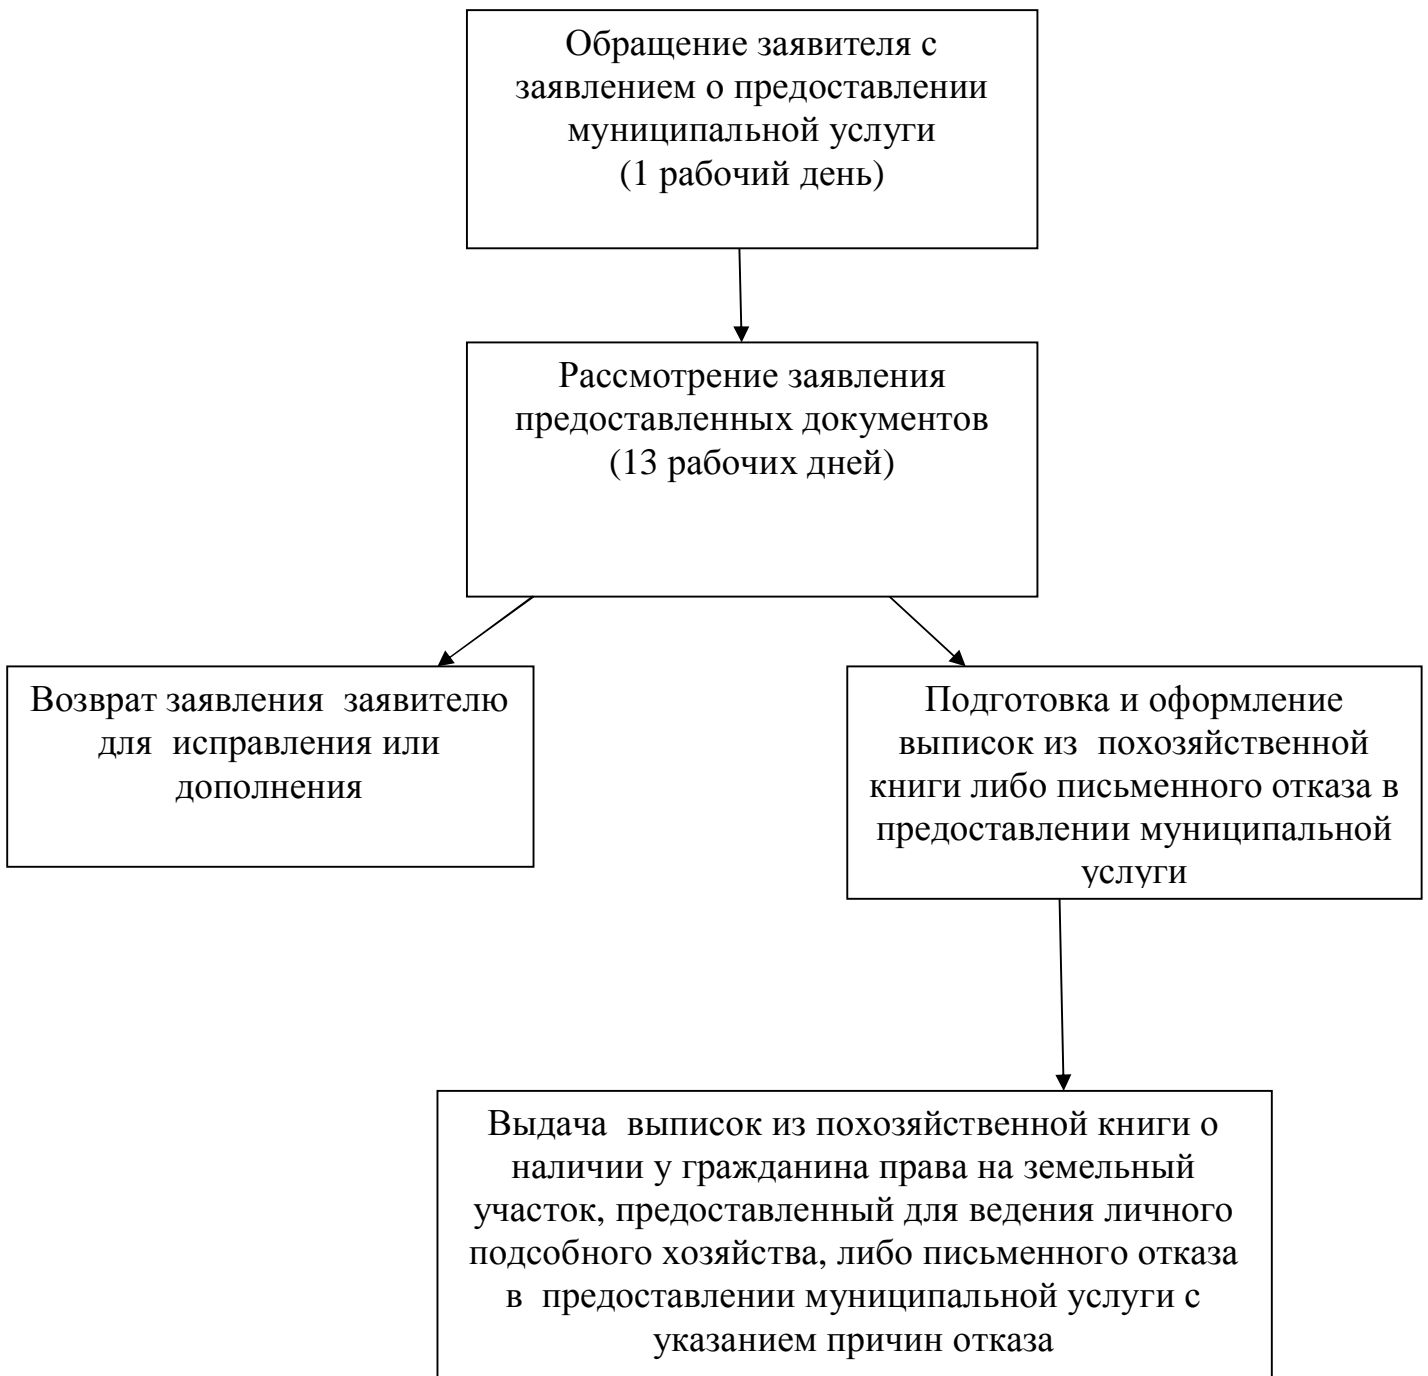 Обращение заявителя с
заявлением о предоставлении
муниципальной услуги
(1 рабочий день)
Рассмотрение заявления
предоставленных документов
(13 рабочих дней)
Возврат заявления заявителю
для исправления или
дополнения
Подготовка и оформление
выписок из похозяйственной
книги либо письменного отказа в
предоставлении муниципальной
услуги
Выдача выписок из похозяйственной книги о
наличии у гражданина права на земельный
участок, предоставленный для ведения личного
подсобного хозяйства, либо письменного отказа
в предоставлении муниципальной услуги с
указанием причин отказа